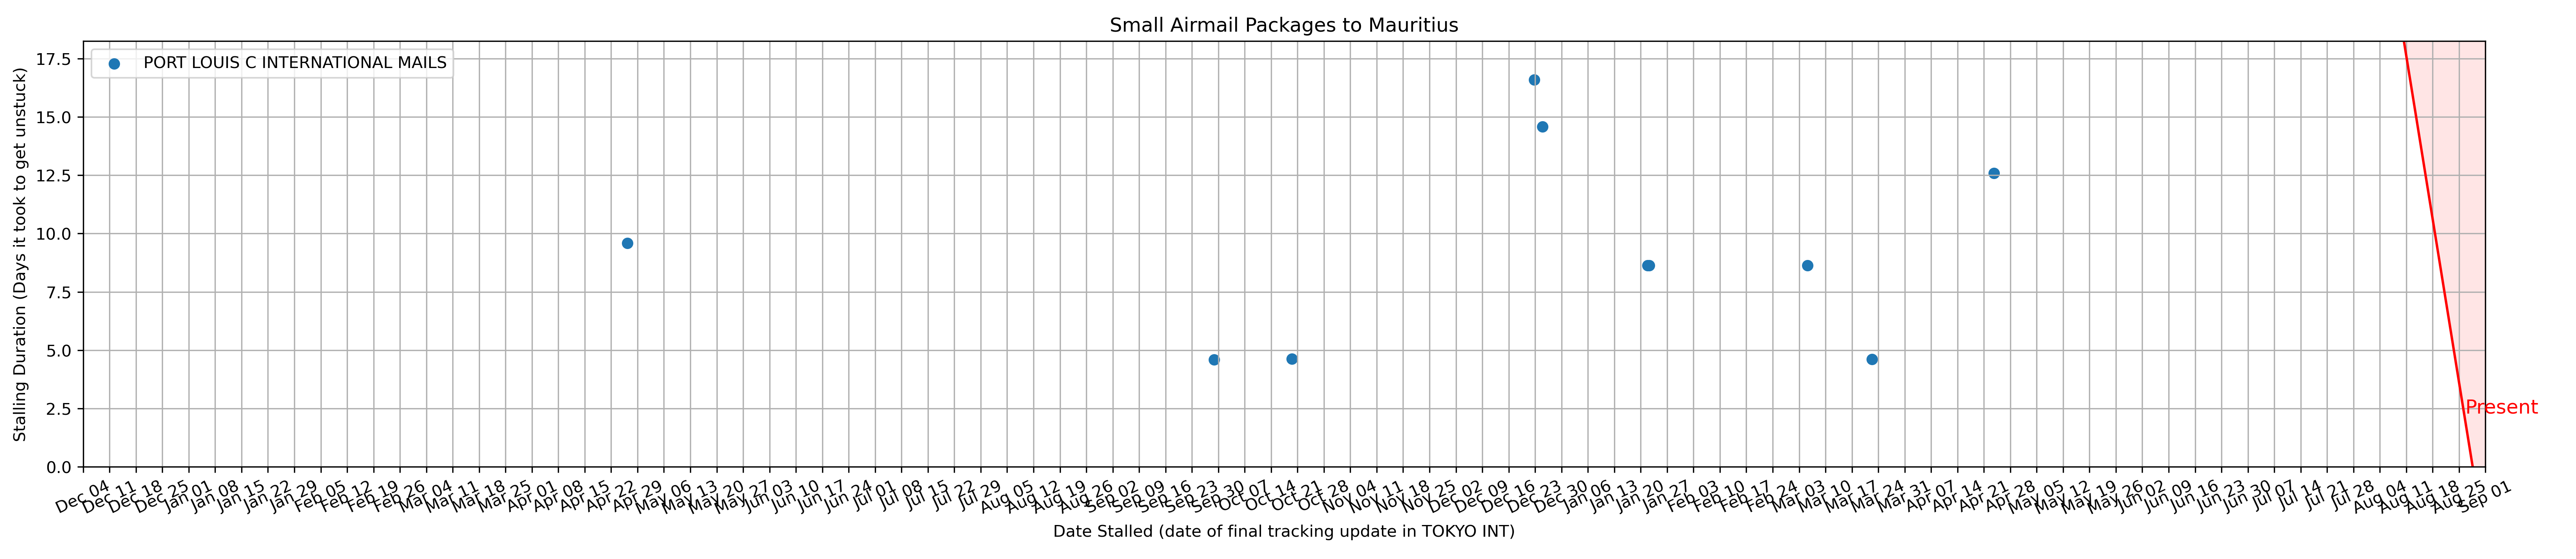 Small Airmail Packages to Mauritius
PORT LOUIS C INTERNATIONAL MAILS
Stalling Duration (Days it took to get unstuck)
17.5
15.0
12.5
10.0
7.5
5.0
2.5
0.0
Present
Dec 04
Dec 11
Dec 18
Dec 25
Jan 01
Jan 08
Jan 15
Jan 22
Jan 29
Feb 05
Feb 12
Feb 19
Feb 26
Mar 04
Mar 11
Mar 18
Mar 25
Apr 01
Apr 08
Apr 15
Apr 22
Apr 29
May 06
May 13
May 20
May 27
Jun 03
Jun 10
Jun 17
Jun 24
Jul 01
Jul 08
Jul 15
Jul 22
Jul 29
Aug 05
Aug 12
Aug 19
Aug 26
Sep 02
Sep 09
Sep 16
Sep 23
Sep 30
Oct 07
Oct 14
Oct 21
Oct 28
Nov 04
Nov 11
Nov 18
Nov 25
Dec 02
Dec 09
Dec 16
Dec 23
Dec 30
Jan 06
Jan 13
Jan 20
Jan 27
Feb 03
Feb 10
Feb 17
Feb 24
Mar 03
Mar 10
Mar 17
Mar 24
Mar 31
Apr 07
Apr 14
Apr 21
Apr 28
May 05
May 12
May 19
May 26
Jun 02
Jun 09
Jun 16
Jun 23
Jun 30
Jul 07
Jul 14
Jul 21
Jul 28
Aug 04
Aug 11
Aug 18
Aug 25
Sep 01
Date Stalled (date of final tracking update in TOKYO INT)